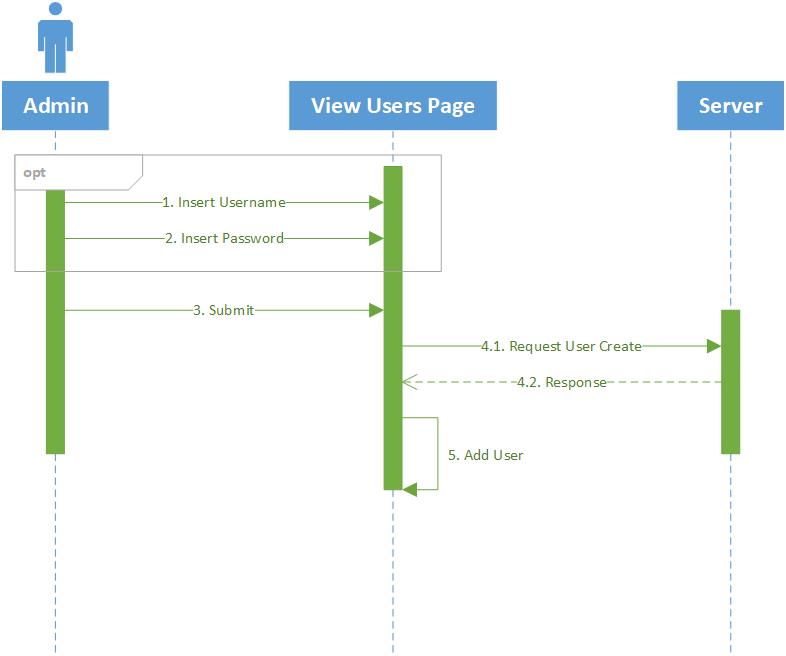 Admin
View Users Page
Server
opt
1. Insert Username
2. Insert Password
3. Submit
4.1. Request User Create
4.2. Response
5. Add User